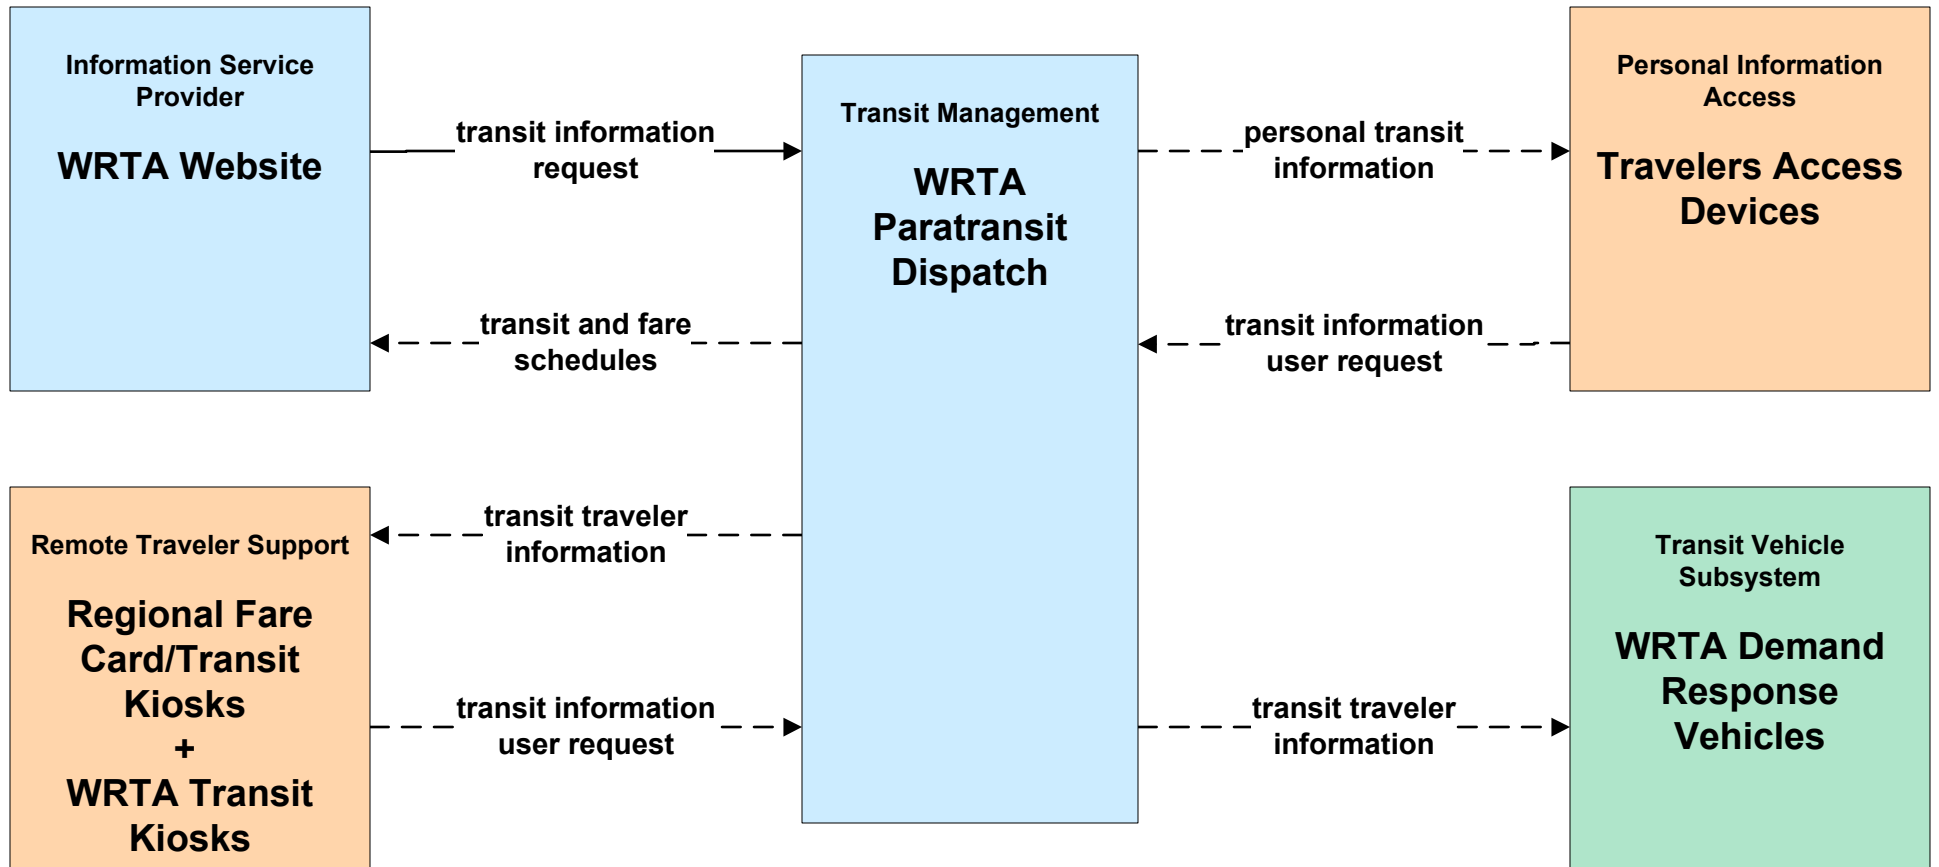 Information Service
Provider
WRTA Website
transit information
request
transit and fare
schedules
Transit Management
WRTA
Paratransit
Dispatch
personal transit
information
transit information
user request
Personal Information
Access
Travelers Access
Devices
Remote Traveler Support
Regional Fare
Card/Transit
Kiosks
+
WRTA Transit
Kiosks
transit traveler
information
transit information
user request
transit traveler
information
Transit Vehicle
Subsystem
WRTA Demand
Response
Vehicles